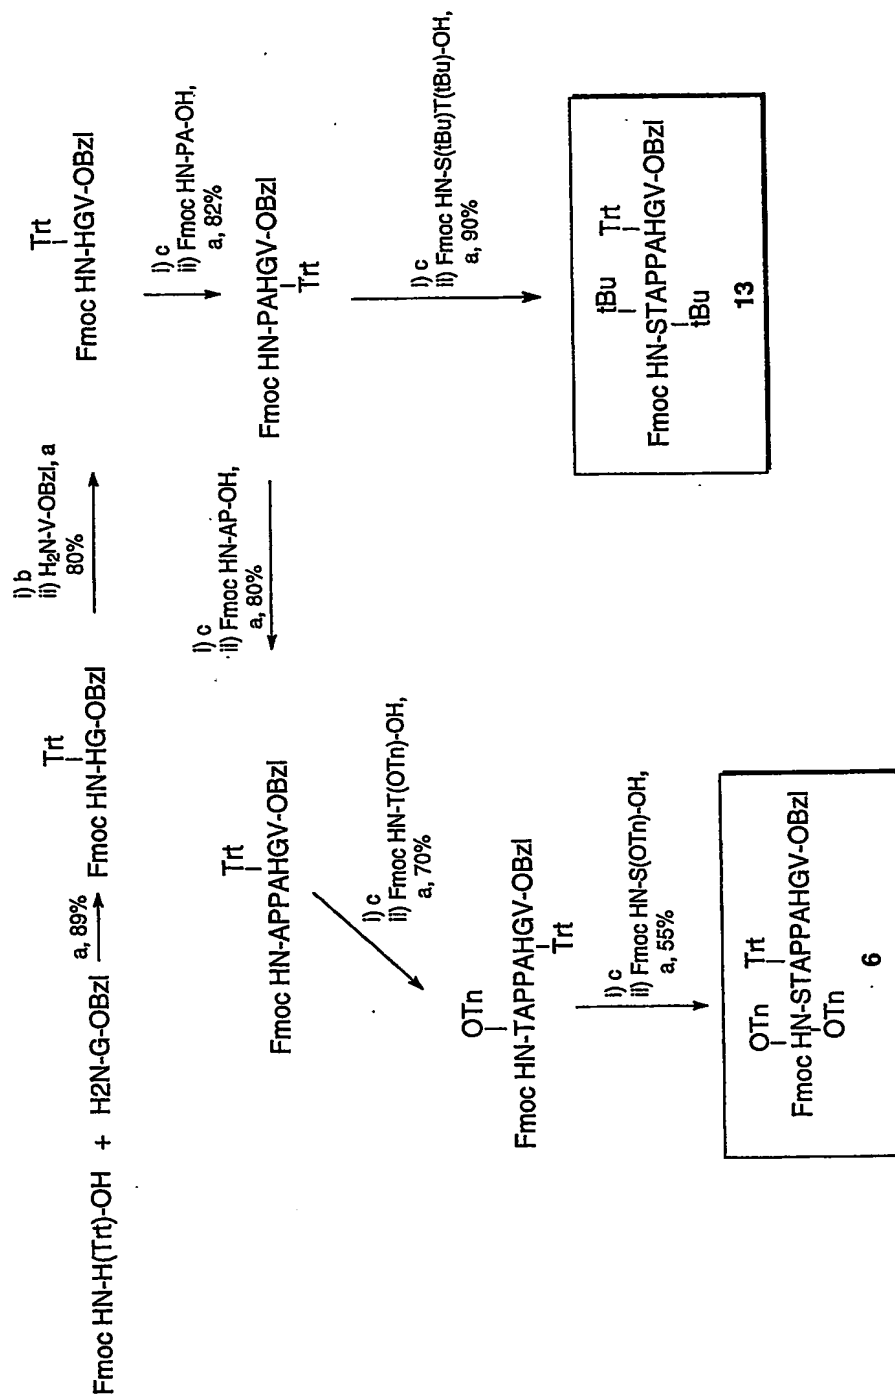 Fmoc HN-H(Trt)-OH + H2N-G-OBzl
a, 89%
Trt
Fmoc HN-HG-OBzl
i) b
ii) H₂N-V-OBzl, a
80%
Trt
Fmoc HN-HGV-OBzl
i) c
ii) Fmoc HN-PA-OH,
a, 82%
Fmoc HN-PAHGV-OBzl
Trt
i) c
ii) Fmoc HN-AP-OH,
a, 80%
Trt
Fmoc HN-APPAHGV-OBzl
i) c
ii) Fmoc HN-T(OTn)-OH,
a, 70%
OTn
Fmoc HN-TAPPAHGV-OBzl
Trt
i) c
ii) Fmoc HN-S(OTn)-OH,
a, 55%
OTn Trt
Fmoc HN-STAPPAHGV-OBzl
OTn
6
i) c
ii) Fmoc HN-S(tBu)T(tBu)-OH,
a, 90%
tBu Trt
Fmoc HN-STAPPAHGV-OBzl
tBu
13